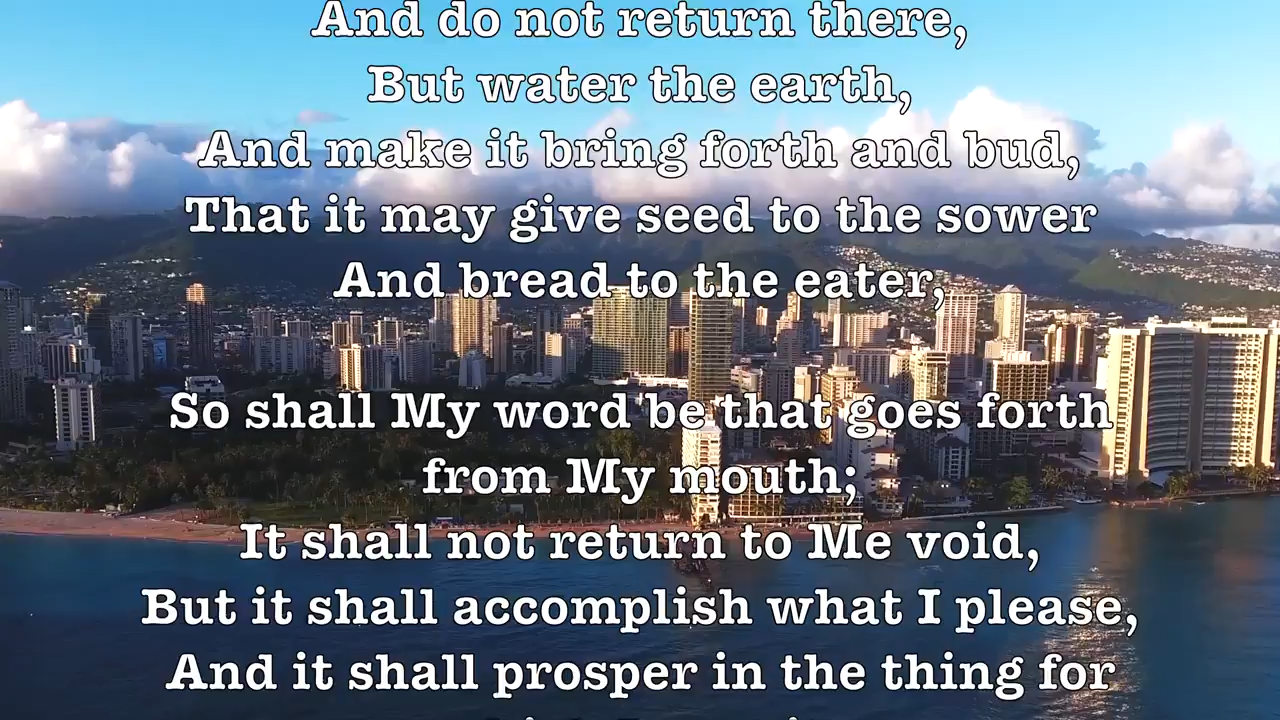 And do not return there,
But water the earth,
And make it bring forth and bud,
That it may give seed to the sower
And bread to the eater,
So shall My word be that goes forth
from My mouth;
It shall not return to Me void,
But it shall accomplish what I please,
And it shall prosper in the thing for